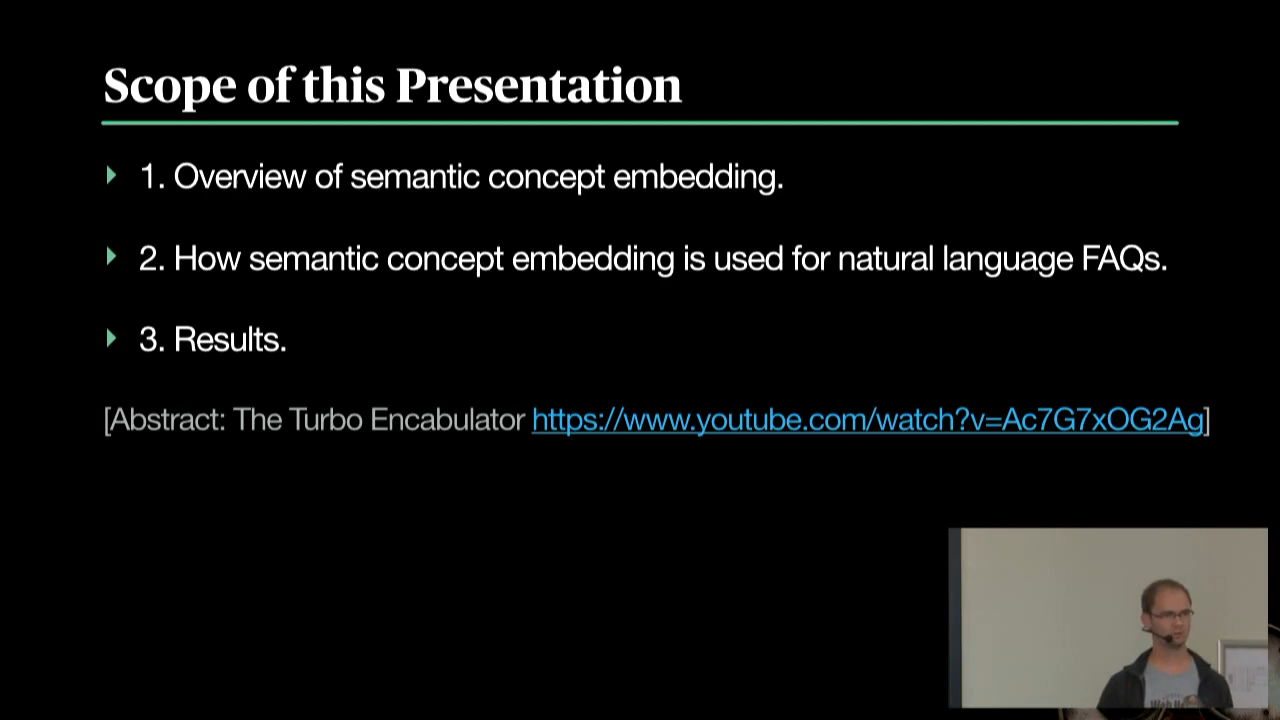 Scope of this Presentation
1. Overview of semantic concept embedding.
2. How semantic concept embedding is used for natural language FAQs.
3. Results.
[Abstract: The Turbo Encabulator https://www.youtube.com/watch?v=Ac7G7xOG2Ag]